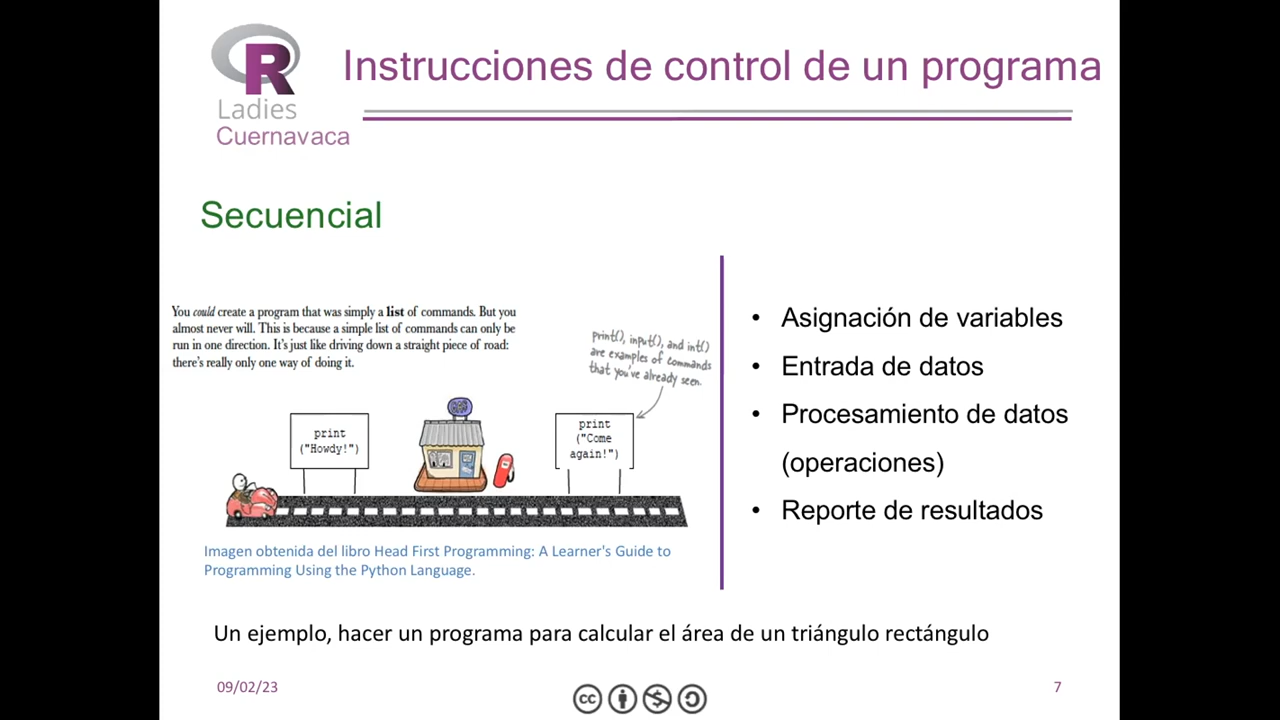 R
Ladies
Cuernavaca
Instrucciones de control de un programa
Secuencial
You could create a program that was simply a list of commands. But you
almost never will. This is because a simple list of commands can only be
run in one direction. It's just like driving down a straight piece of road:
there's really only one way of doing it.
print(), input(), and int()
are examples of commands
that you've already seen.
print
("Howdy!")
print
("Come
again!")
Imagen obtenida del libro Head First Programming: A Learner's Guide to
Programming Using the Python Language.
• Asignación de variables
• Entrada de datos
• Procesamiento de datos
(operaciones)
• Reporte de resultados
Un ejemplo, hacer un programa para calcular el área de un triángulo rectángulo
09/02/23
cc
7